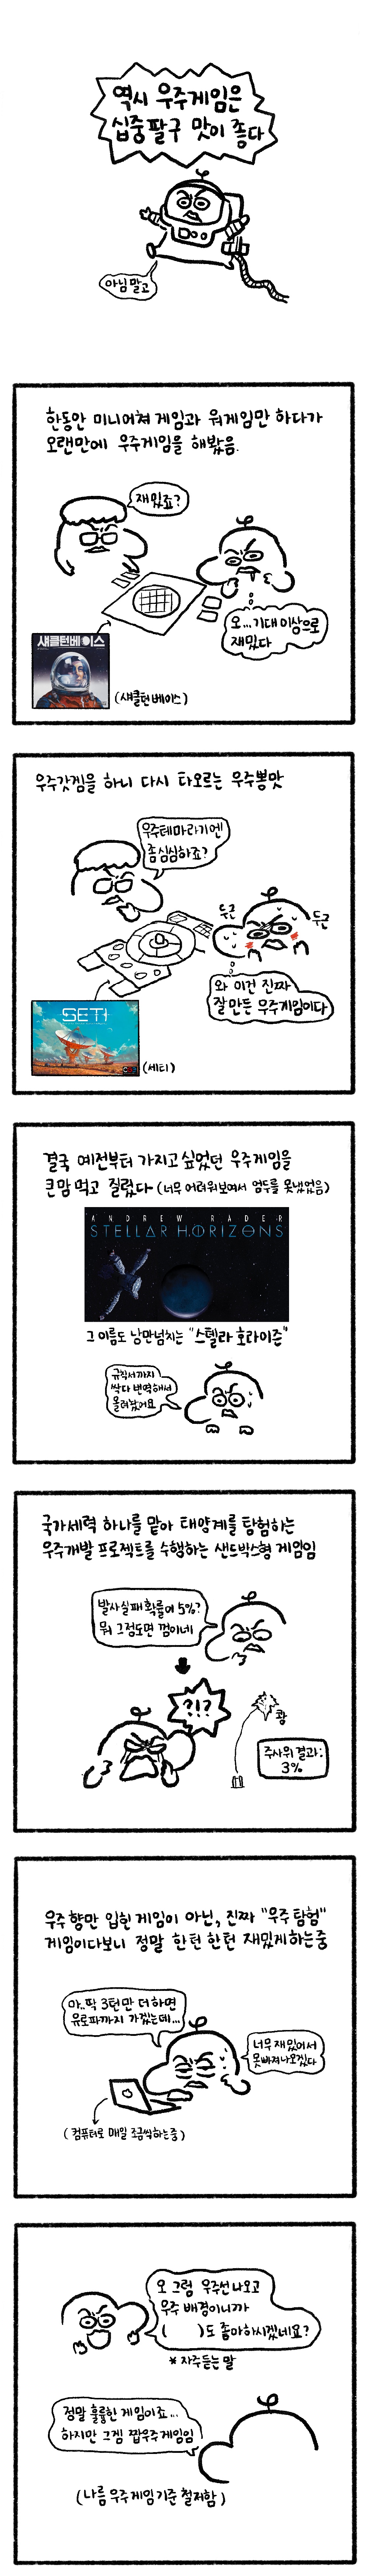 역시 우주게임은
십중팔구 맛이 좋다
아님말고
한동안 미니어쳐 게임과 워게임만 하다가
오랜만에 우주게임을 해봤음.
재밌죠?
오...기대 이상으로
재밌다
섀클턴베이스
(섀클턴베이스)
우주갓겜을 하니 다시 타오르는 우주뽕맛
우주테마라기엔
좀 심심하죠?
두근
두근
와 이건 진짜
잘 만든 우주게임이다
SETI
(세티)
결국 예전부터 가지고 싶었던 우주게임을
큰맘 먹고 질렀다 (너무 어려워보여서 엄두를 못냈었음)
ANDREW RADER
STELLAR HORIZONS
그 이름도 낭만넘치는 "스텔라 호라이즌"
규칙서까지
싹다 번역해서
올려놨어요
국가세력 하나를 맡아 태양계를 탐험하는
우주개발 프로젝트를 수행하는 샌드박스형 게임임
발사실패 확률이 5%?
뭐 그정도면 껌이네
?!?
쾅
주사위 결과:
3%
우주 향만 입힌 게임이 아닌, 진짜 "우주 탐험"
게임이다보니 정말 한턴 한턴 재밌게하는중
아..딱 3턴만 더하면
유로파까지 가겠는데...
너무 재밌어서
못빠져나오겠다
(컴퓨터로 매일 조금씩하는중)
오 그럼 우주선 나오고
우주 배경이니까
( )도 좋아하시겠네요?
* 자주듣는말
정말 훌륭한 게임이죠...
하지만 그겜 짭우주게임임
(나름 우주게임기준 철저함)